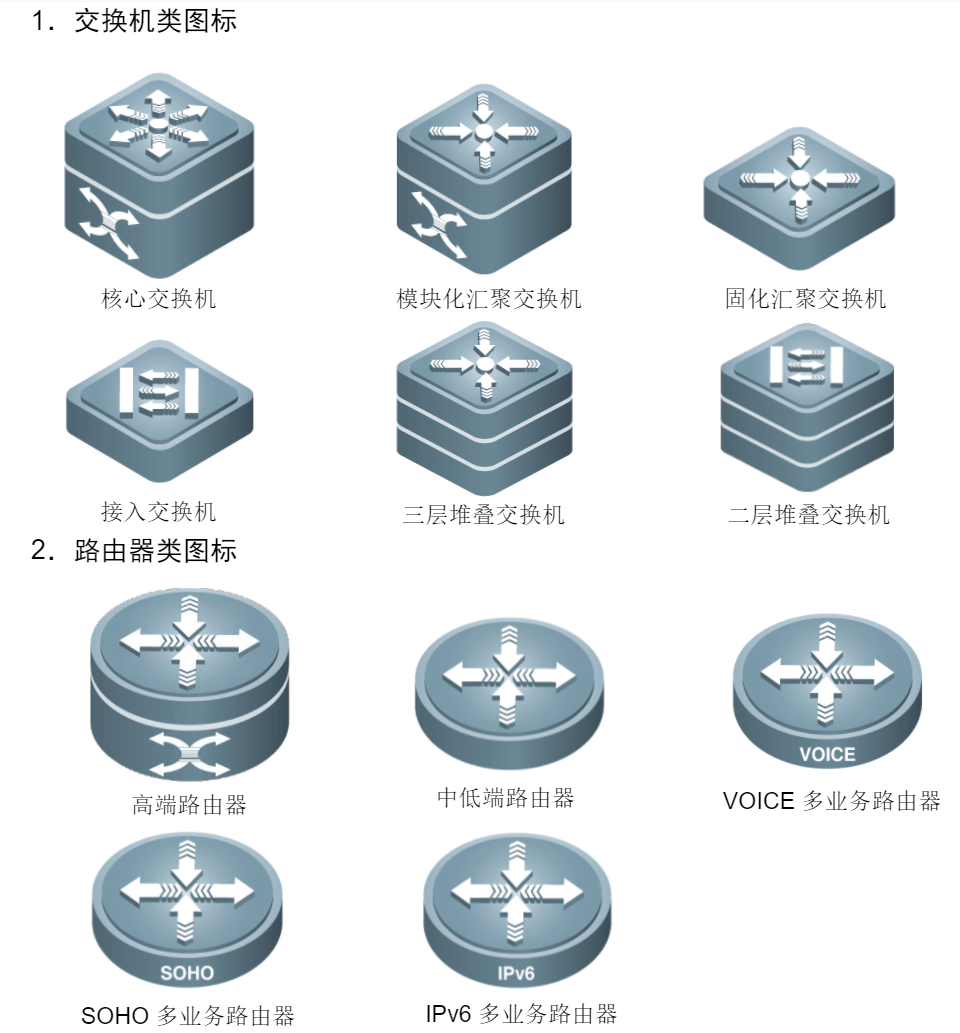 1．交换机类图标
核心交换机
模块化汇聚交换机
固化汇聚交换机
接入交换机
三层堆叠交换机
二层堆叠交换机
2．路由器类图标
VOICE
高端路由器
中低端路由器
VOICE 多业务路由器
SOHO
IPv6
SOHO 多业务路由器
IPv6 多业务路由器